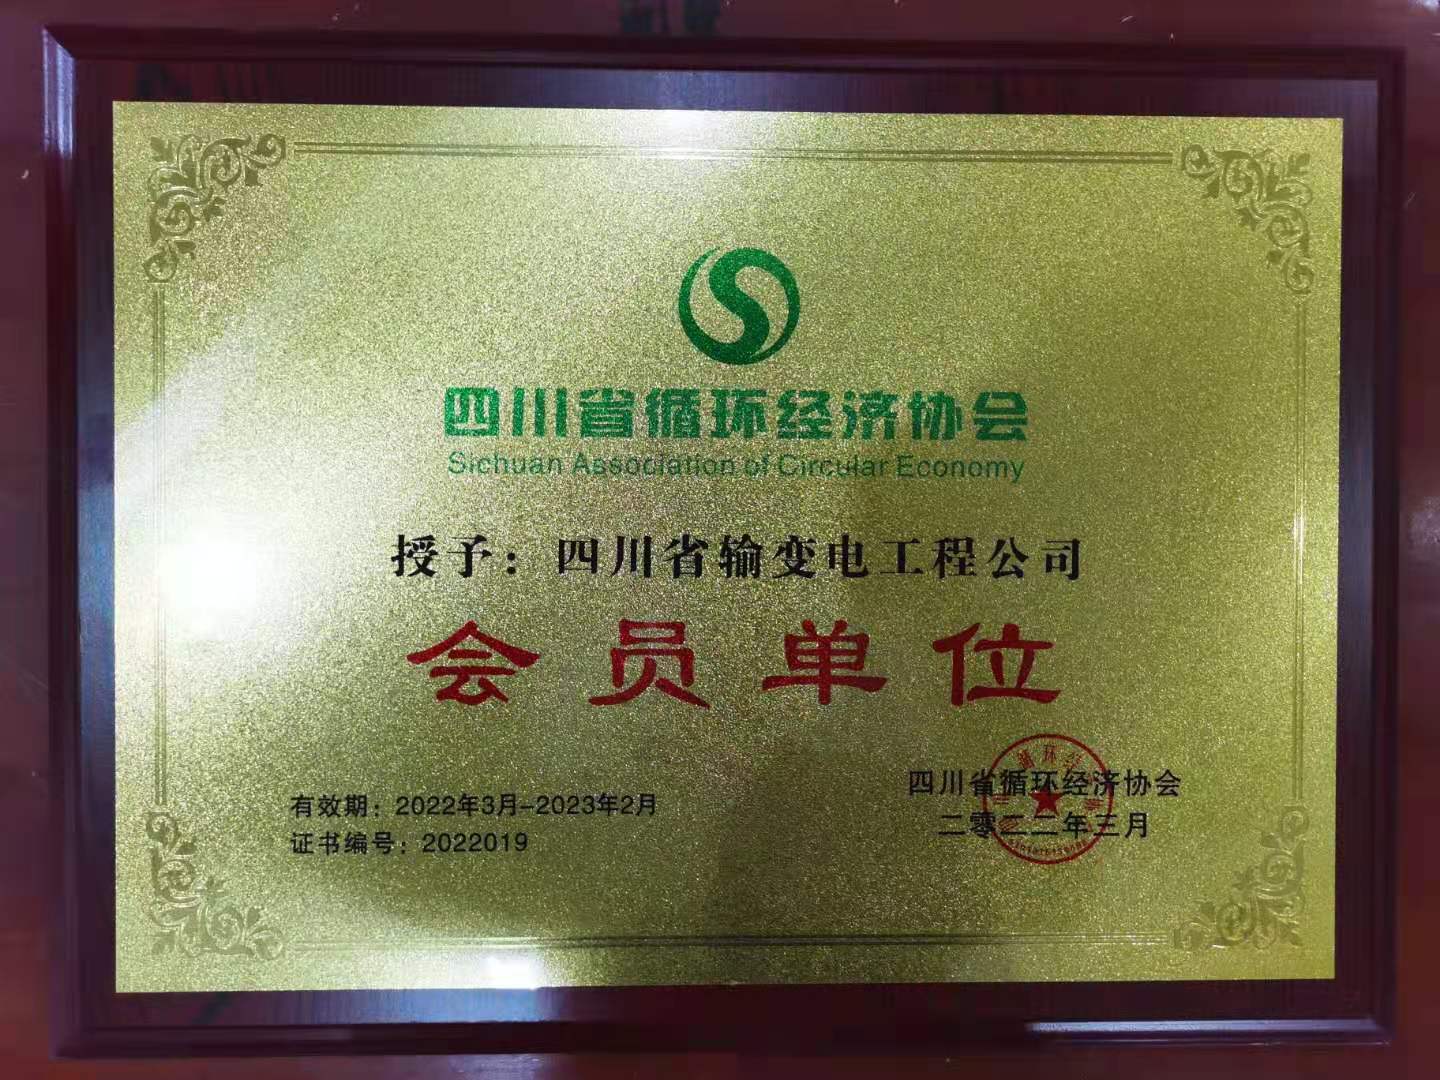 四川省循环经济协会
Sichuan Association of Circular Economy
授予：四川省输变电工程公司
会员单位
有效期：2022年3月-2023年2月
证书编号：2022019
四川省循环经济协会
二零二二年三月